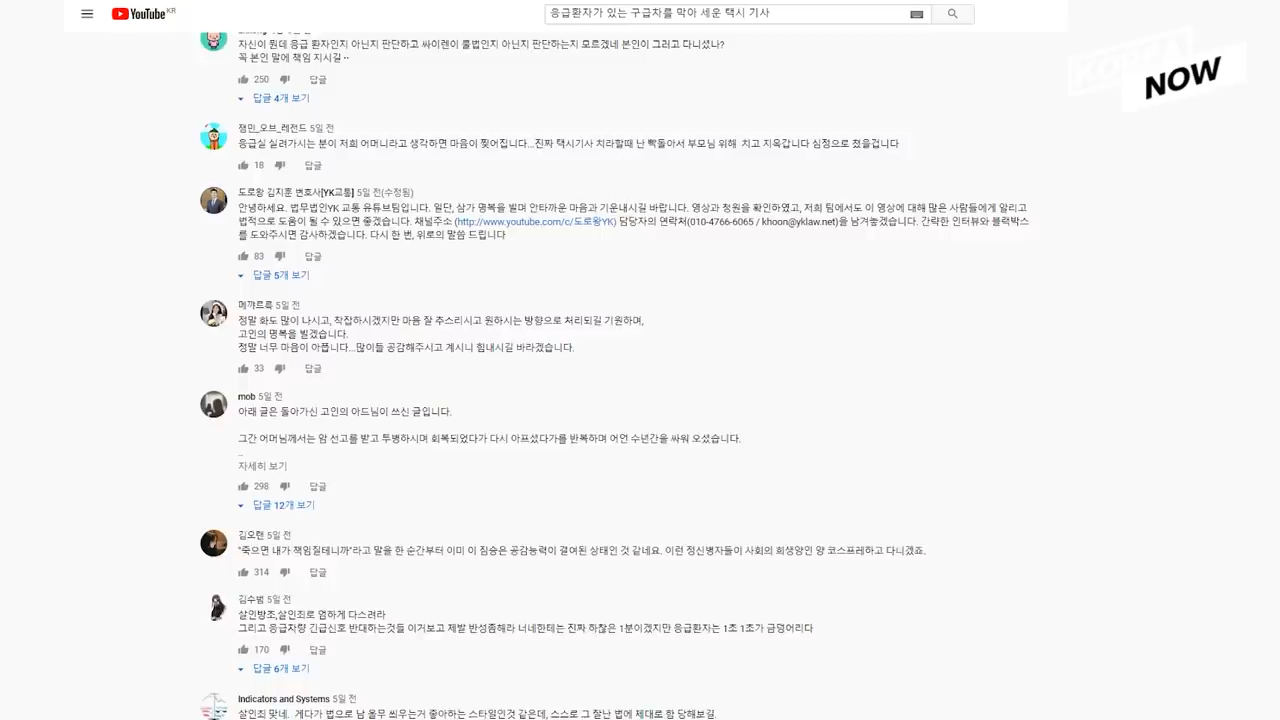 YouTube KR
응급환자가 있는 구급차를 막아 세운 택시 기사
KOREA
NOW
자신이 뭔데 응급 환자인지 아닌지 판단하고 싸이렌이 쿨법인지 아닌지 판단하는지 모르겠네 본인이 그러고 다니셨나?
꼭 본인 말에 책임 지시길 ··
250 답글
답글 4개 보기
잼민_오브_레전드 5일 전
응급실 실려가시는 분이 저희 어머니라고 생각하면 마음이 찢어집니다...진짜 택시기사 치라할때 난 빡돌아서 부모님 위해 치고 지옥갑니다 심정으로 쳤을겁니다
18 답글
도로왕 김지훈 변호사[YK교통] 5일 전(수정됨)
안녕하세요. 법무법인YK 교통 유튜브팀입니다. 일단, 삼가 명복을 빌며 안타까운 마음과 기운내시길 바랍니다. 영상과 청원을 확인하였고, 저희 팀에서도 이 영상에 대해 많은 사람들에게 알리고
법적으로 도움이 될 수 있으면 좋겠습니다. 채널주소 (http://www.youtube.com/c/도로왕YK) 담당자의 연락처(010-4766-6065 / khoon@yklaw.net)을 남겨놓겠습니다. 간략한 인터뷰와 블랙박스
를 도와주시면 감사하겠습니다. 다시 한 번, 위로의 말씀 드립니다
83 답글
답글 5개 보기
메꺄르륵 5일 전
정말 화도 많이 나시고, 착잡하시겠지만 마음 잘 추스리시고 원하시는 방향으로 처리되길 기원하며,
고인의 명복을 빌겠습니다.
정말 너무 마음이 아픕니다...많이들 공감해주시고 계시니 힘내시길 바라겠습니다.
33 답글
mob 5일 전
아래 글은 돌아가신 고인의 아드님이 쓰신 글입니다.
그간 어머님께서는 암 선고를 받고 투병하시며 회복되었다가 다시 아프셨다가를 반복하며 어언 수년간을 싸워 오셨습니다.
..
자세히 보기
298 답글
답글 12개 보기
김오랜 5일 전
"죽으면 내가 책임질테니까"라고 말을 한 순간부터 이미 이 짐승은 공감능력이 결여된 상태인 것 같네요. 이런 정신병자들이 사회의 희생양인 양 코스프레하고 다니겠죠.
314 답글
김수범 5일 전
살인방조,살인죄로 엄하게 다스려라
그리고 응급차량 긴급신호 반대하는것들 이거보고 제발 반성좀해라 너네한테는 진짜 하찮은 1분이겠지만 응급환자는 1초 1초가 금덩어리다
170 답글
답글 6개 보기
Indicators and Systems 5일 전
살인죄 맞네. 게다가 법으로 남 올무 씌우는거 좋아하는 스타일인것 같은데, 스스로 그 잘난 법에 제대로 함 당해보길.